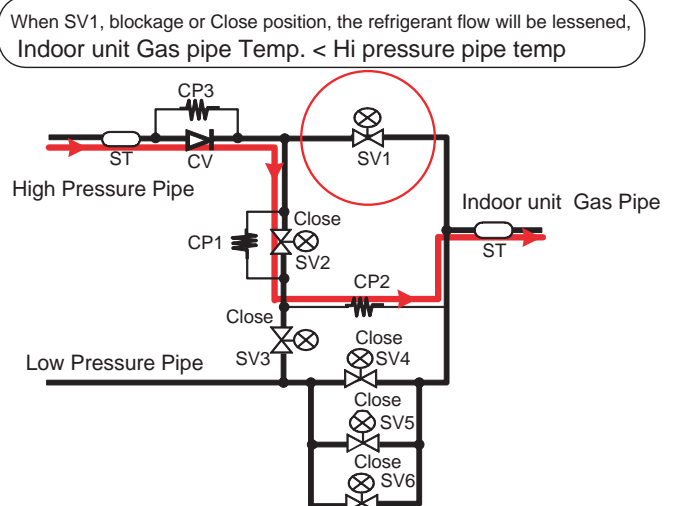 When SV1, blockage or Close position, the refrigerant flow will be lessened,
Indoor unit Gas pipe Temp. < Hi pressure pipe temp
CP3
ST
CV
SV1
High Pressure Pipe
Indoor unit Gas Pipe
Close
CP1
SV2
ST
CP2
Close
SV3
Close
SV4
Low Pressure Pipe
Close
SV5
Close
SV6